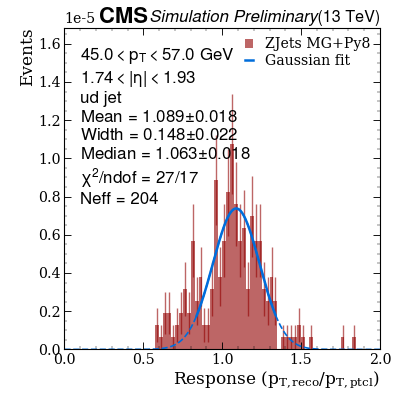 1e-5 CMS Simulation Preliminary (13 TeV)
Events
45.0 < p_T < 57.0 GeV
1.74 < |η| < 1.93
ud jet
Mean = 1.089±0.018
Width = 0.148±0.022
Median = 1.063±0.018
χ²/ndof = 27/17
Neff = 204
ZJets MG+Py8
Gaussian fit
1.6
1.4
1.2
1.0
0.8
0.6
0.4
0.2
0.0
0.0 0.5 1.0 1.5 2.0
Response (p_T,reco/p_T,ptcl)